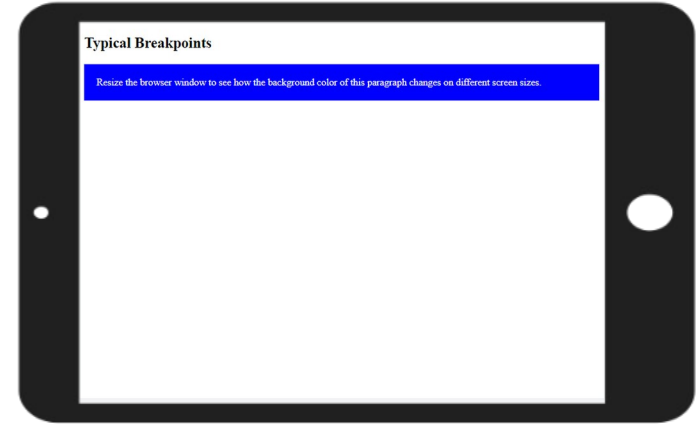 Typical Breakpoints
Resize the browser window to see how the background color of this paragraph changes on different screen sizes.